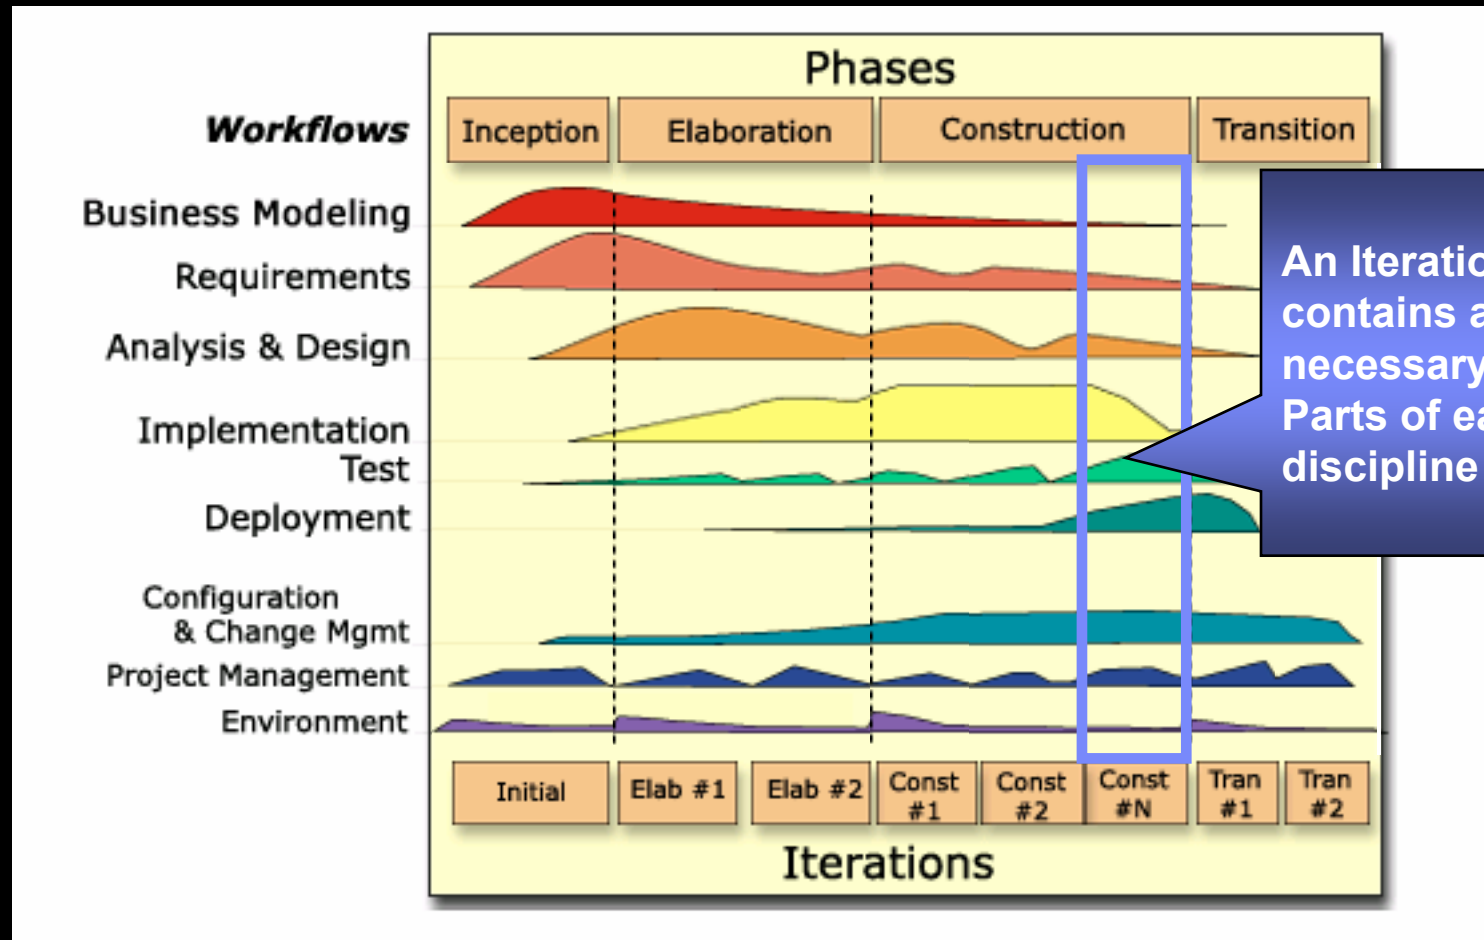 Phases
Workflows
Inception
Elaboration
Construction
Transition
Business Modeling
Requirements
Analysis & Design
Implementation
Test
Deployment
Configuration
& Change Mgmt
Project Management
Environment
An
contains
necessary
Parts of
discipline
Initial
Elab #1
Elab #2
Const
#1
Const
#2
Const
#N
Tran
#1
Tran
#2
Iterations